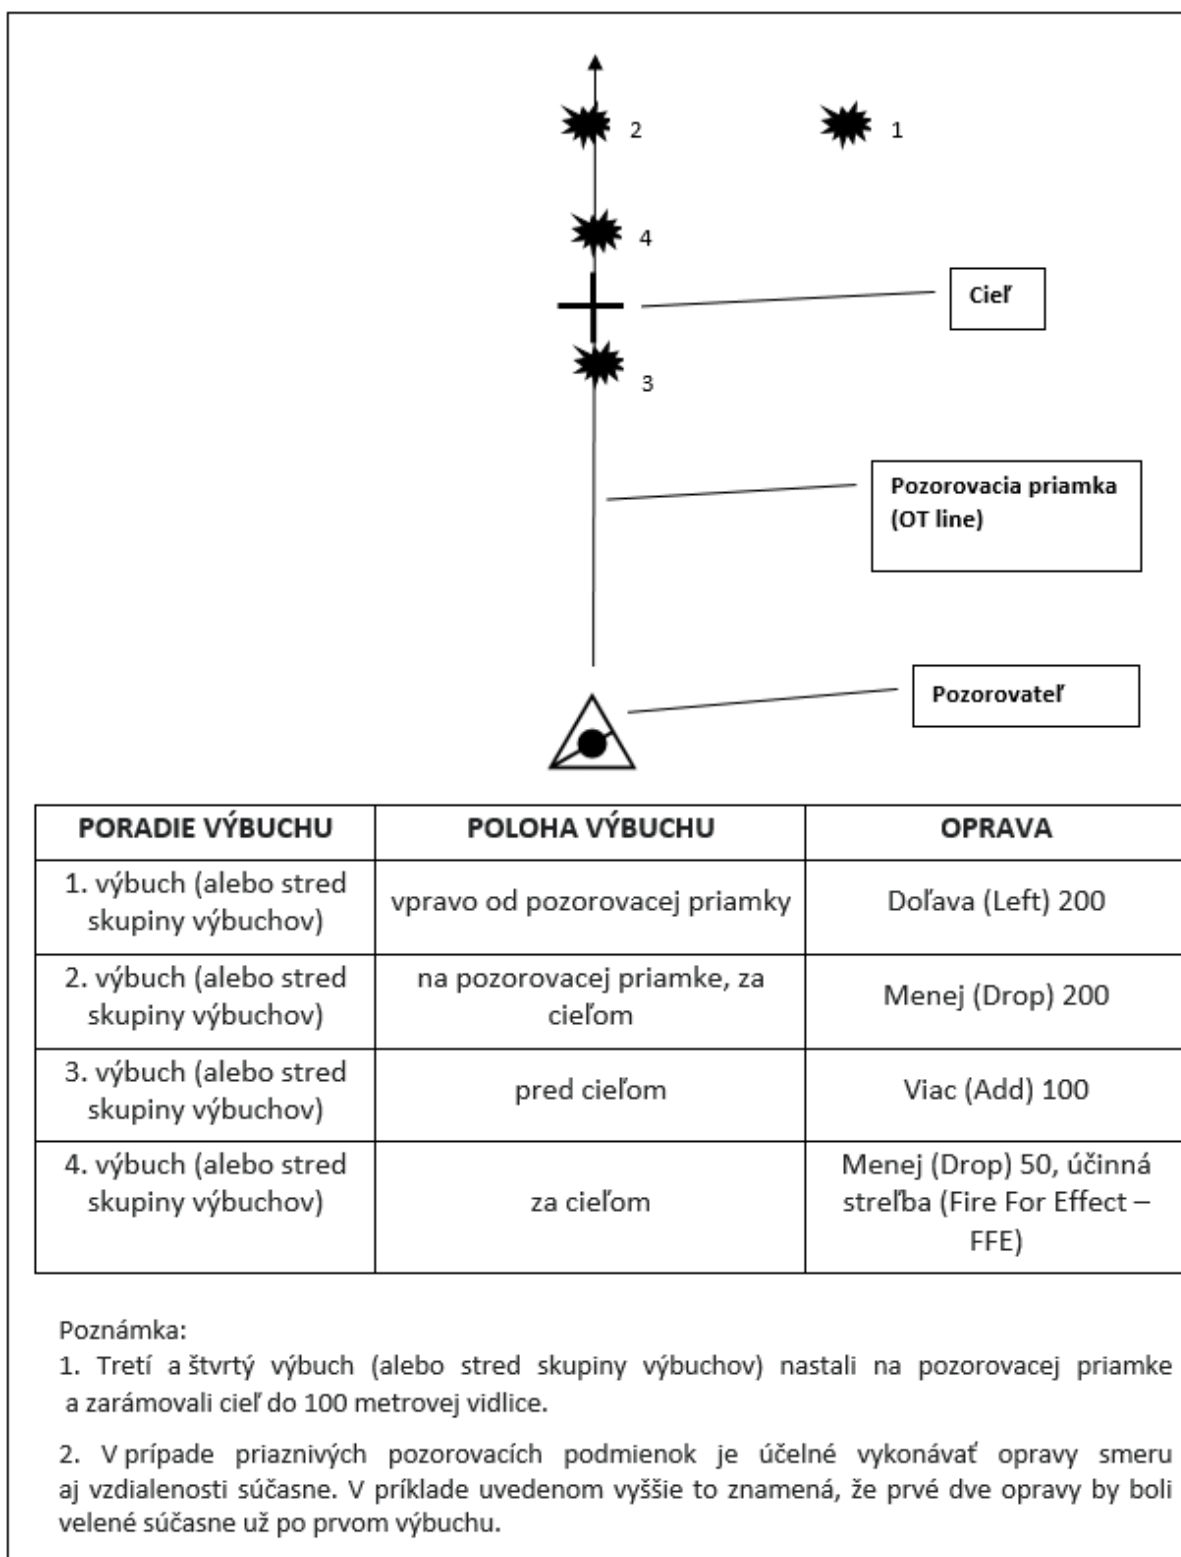 2
1
4
Cieľ
3
Pozorovacia priamka
(OT line)
Pozorovateľ
PORADIE VÝBUCHU
POLOHA VÝBUCHU
OPRAVA
1. výbuch (alebo stred
skupiny výbuchov)
vpravo od pozorovacej priamky
Doľava (Left) 200
2. výbuch (alebo stred
skupiny výbuchov)
na pozorovacej priamke, za
cieľom
Menej (Drop) 200
3. výbuch (alebo stred
skupiny výbuchov)
pred cieľom
Viac (Add) 100
4. výbuch (alebo stred
skupiny výbuchov)
za cieľom
Menej (Drop) 50, účinná
streľba (Fire For Effect –
FFE)
Poznámka:
1. Tretí a štvrtý výbuch (alebo stred skupiny výbuchov) nastali na pozorovacej priamke
a zarámovali cieľ do 100 metrovej vidlice.
2. V prípade priaznivých pozorovacích podmienok je účelné vykonávať opravy smeru
aj vzdialenosti súčasne. V príklade uvedenom vyššie to znamená, že prvé dve opravy by boli
velené súčasne už po prvom výbuchu.